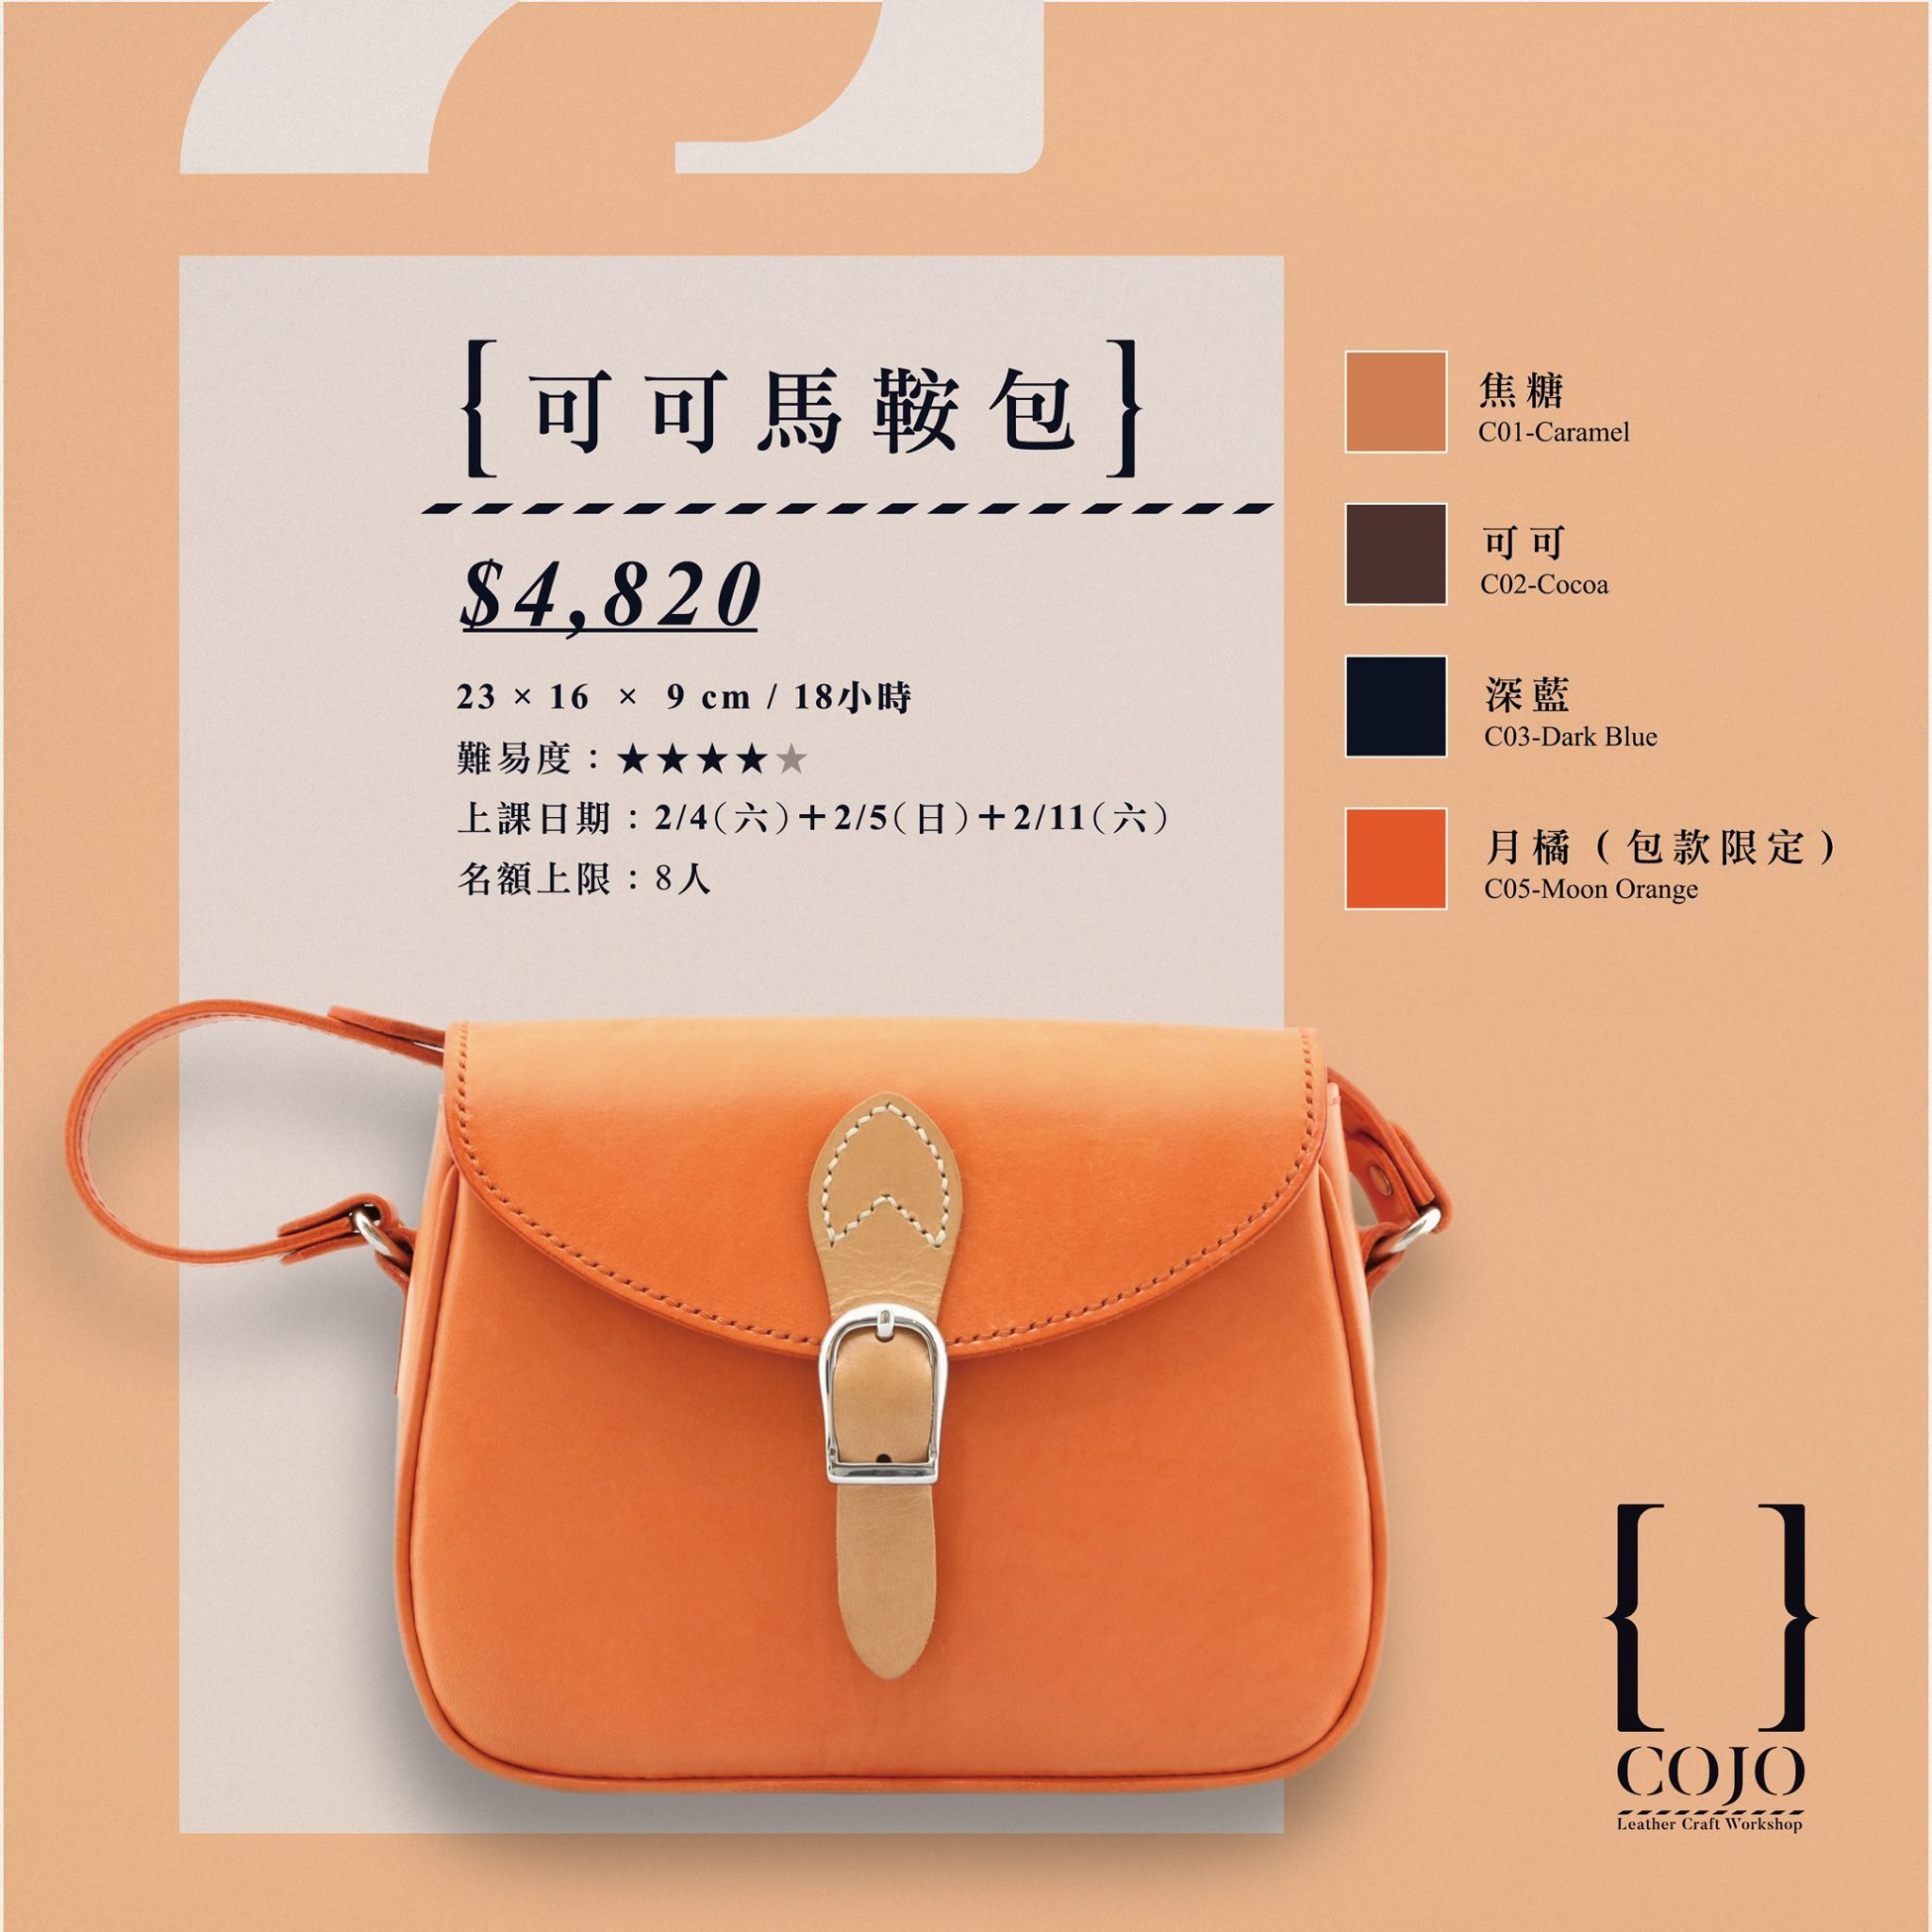 {可可馬鞍包}
$4,820
23 × 16 × 9 cm / 18小時
難易度：★★★★★
上課日期：2/4（六）＋2/5（日）＋2/11（六）
名額上限：8人
焦糖
C01-Caramel
可可
C02-Cocoa
深藍
C03-Dark Blue
月橘（包款限定）
C05-Moon Orange
{ }
COJO
Leather Craft Workshop